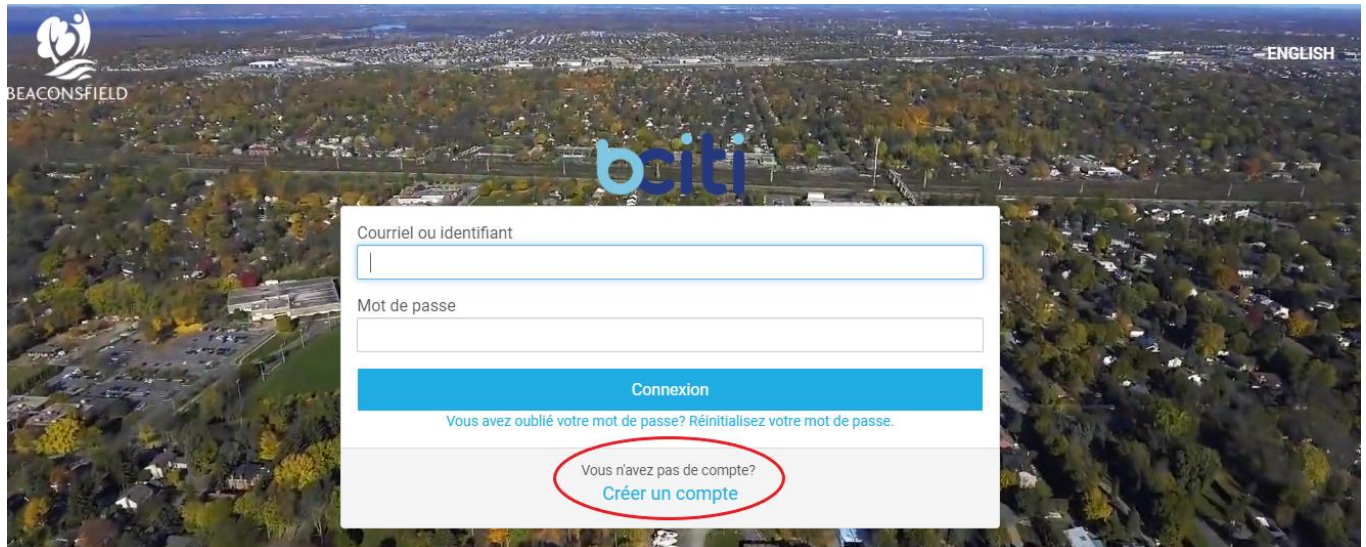 BEACONSFIELD
ENGLISH
bciti
Courriel ou identifiant
Mot de passe
Connexion
Vous avez oublié votre mot de passe? Réinitialisez votre mot de passe.
Vous n'avez pas de compte?
Créer un compte